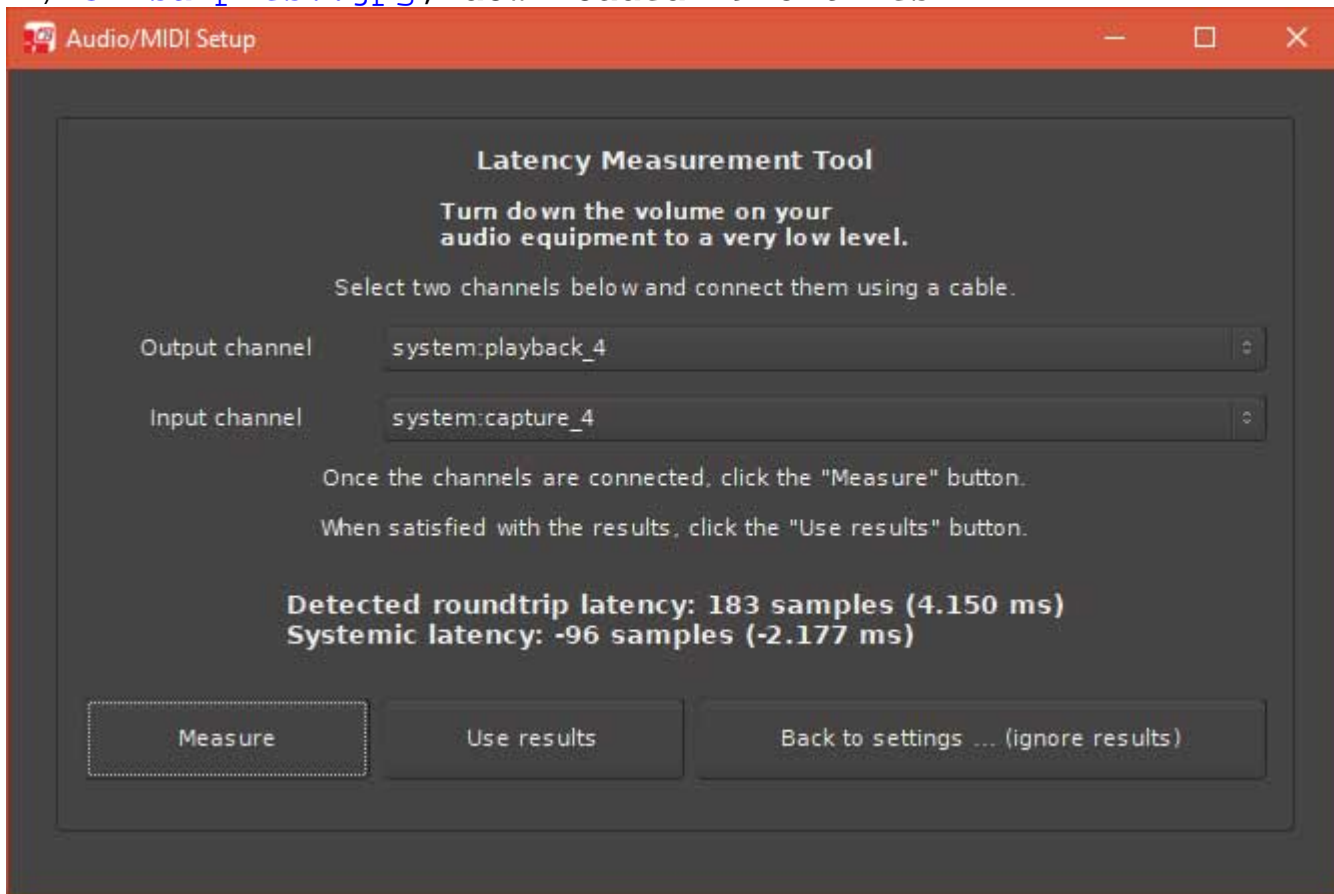 Audio/MIDI Setup
Latency Measurement Tool
Turn down the volume on your
audio equipment to a very low level.
Select two channels below and connect them using a cable.
Output channel
system:playback_4
Input channel
system:capture_4
Once the channels are connected, click the "Measure" button.
When satisfied with the results, click the "Use results" button.
Detected roundtrip latency: 183 samples (4.150 ms)
Systemic latency: -96 samples (-2.177 ms)
Measure
Use results
Back to settings ... (ignore results)